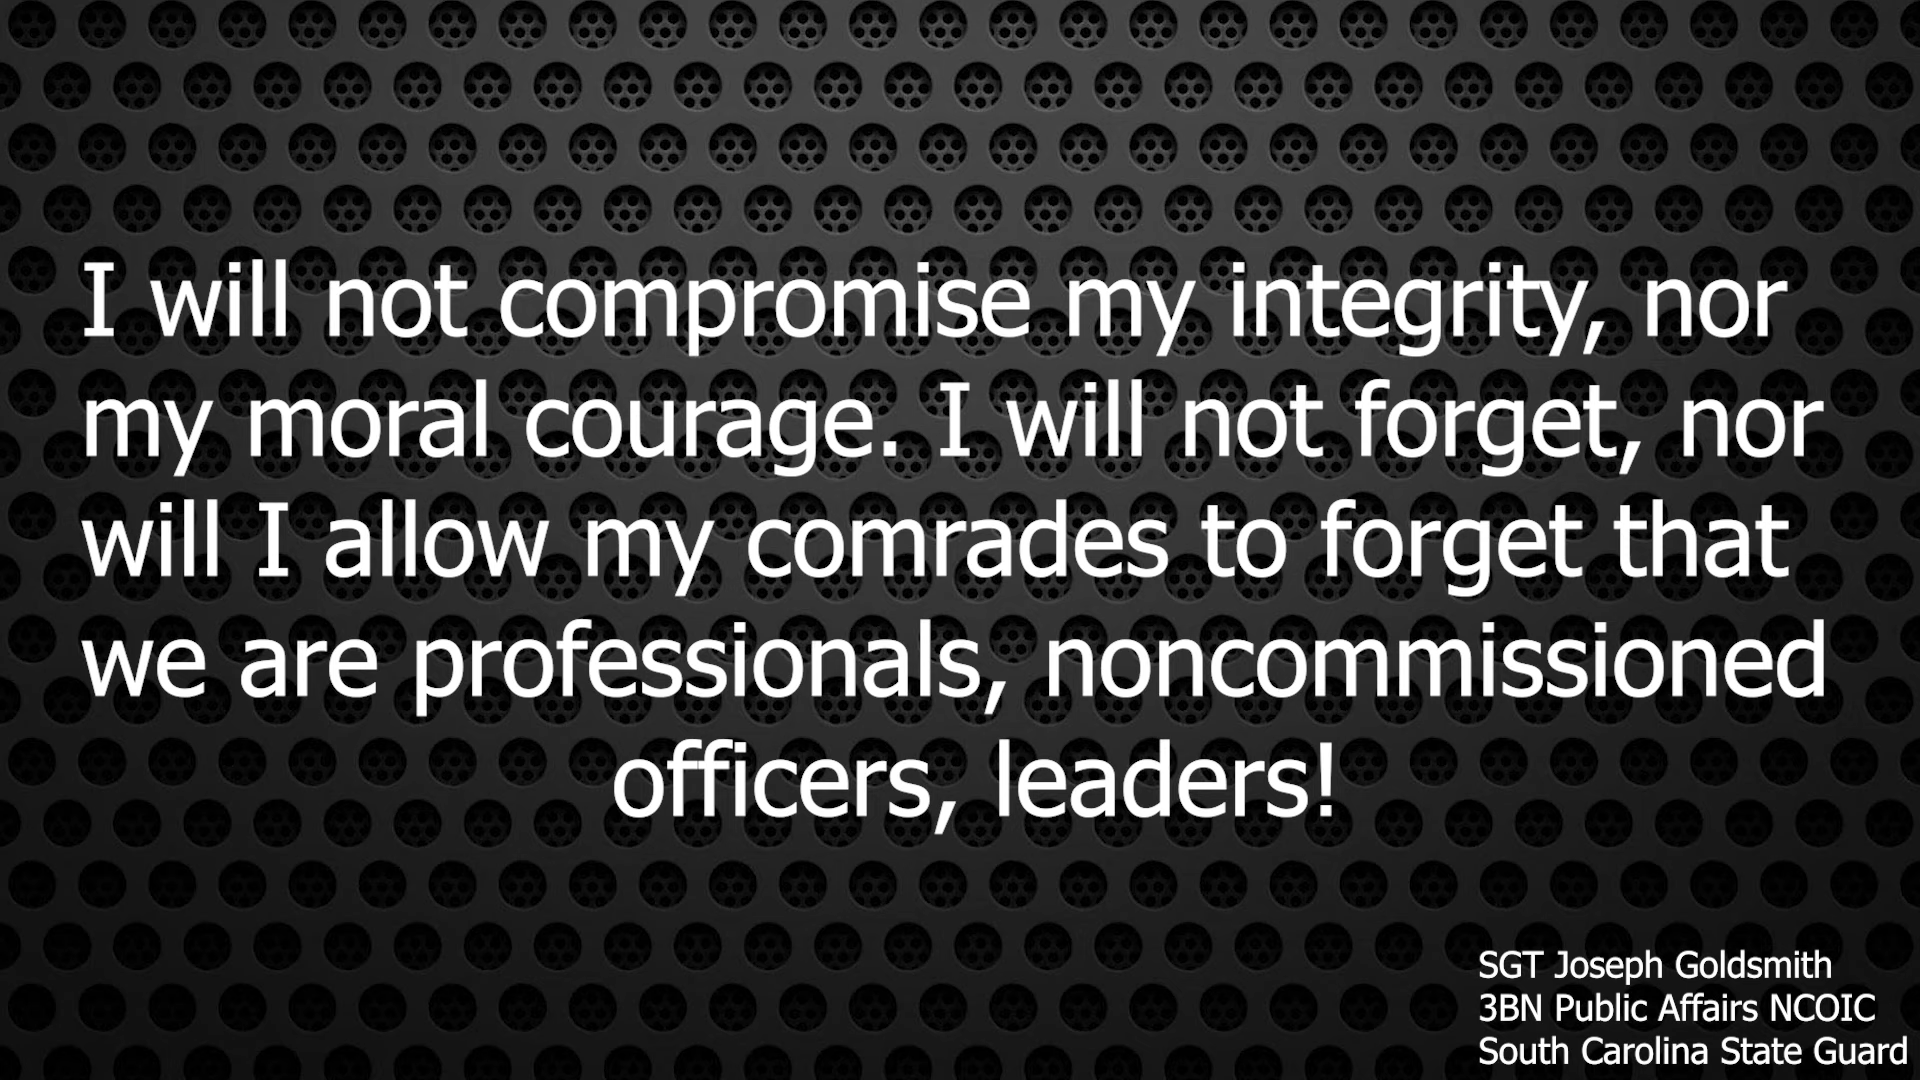 I will not compromise my integrity, nor
my moral courage. I will not forget, nor
will I allow my comrades to forget that
we are professionals, noncommissioned
officers, leaders!
SGT Joseph Goldsmith
3BN Public Affairs NCOIC
South Carolina State Guard